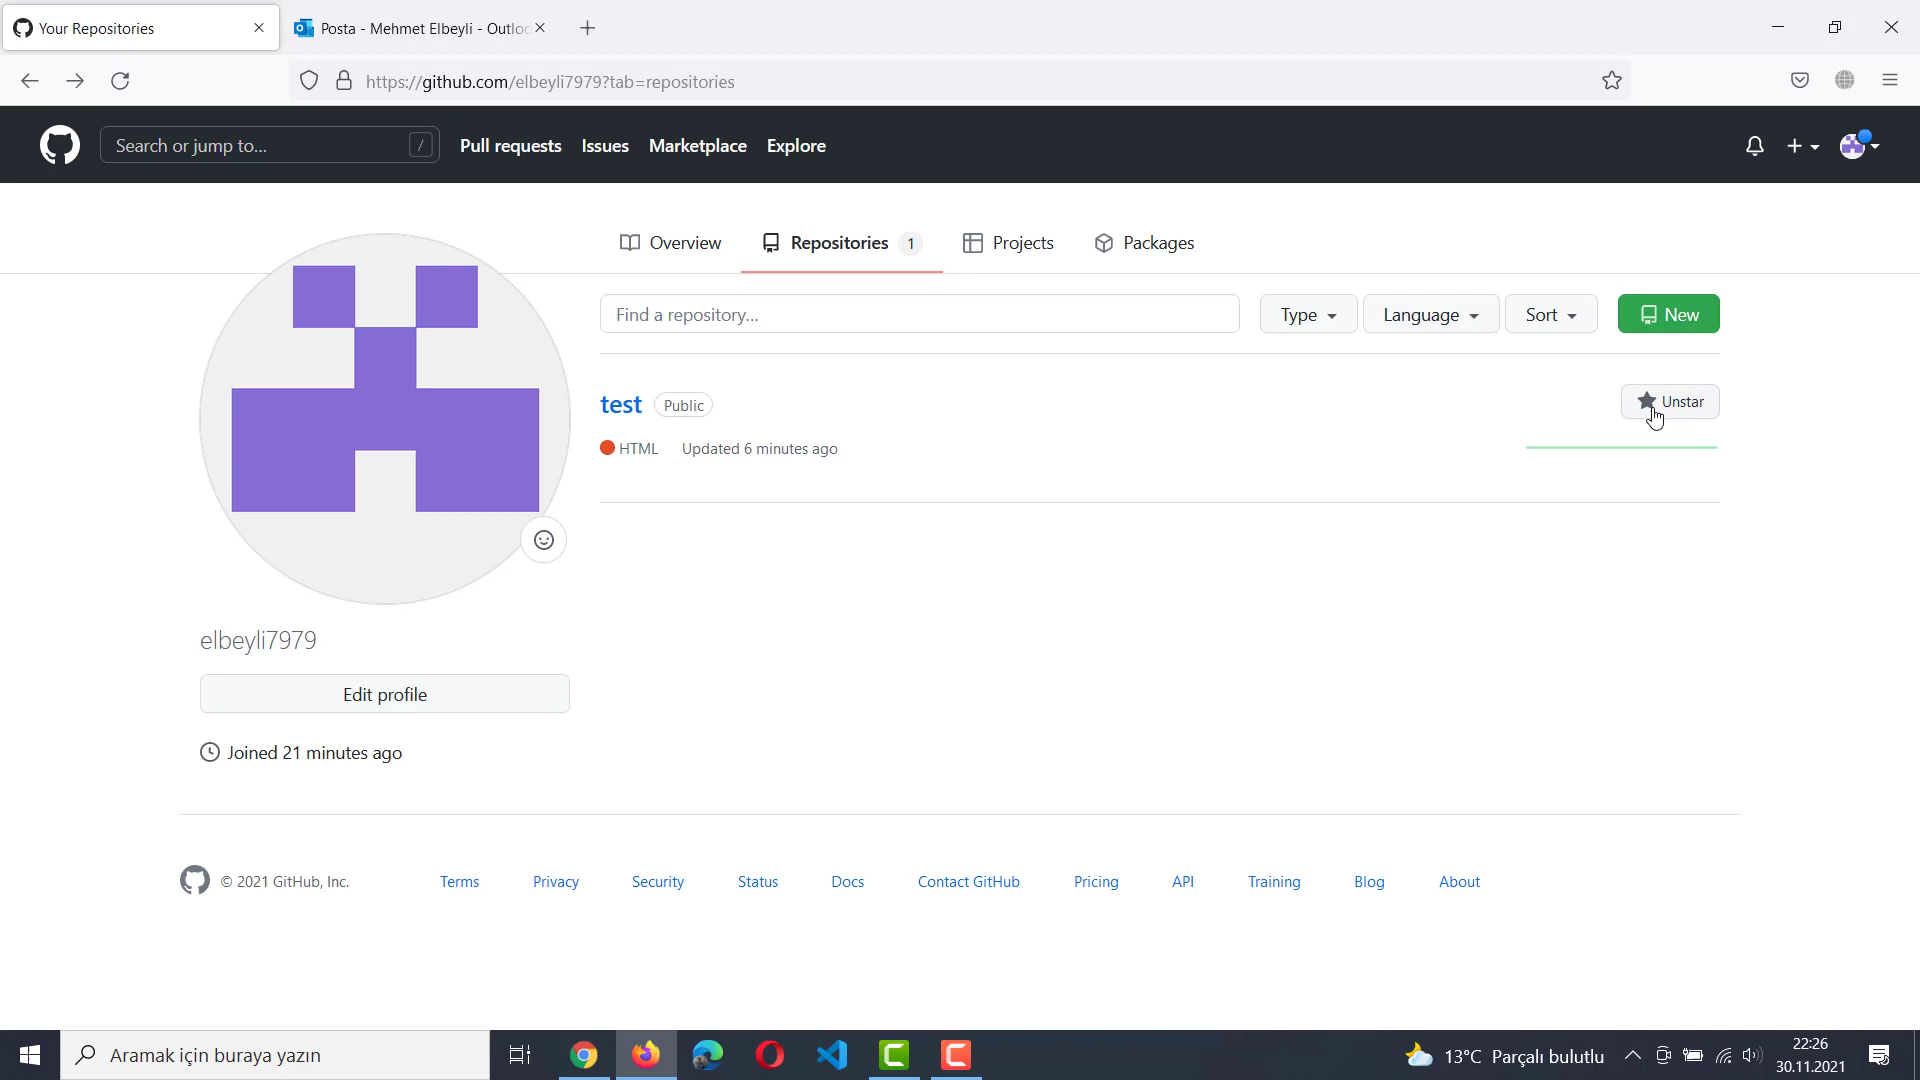 Your Repositories
Posta - Mehmet Elbeyli - Outlo
https://github.com/elbeyli7979?tab=repositories
Search or jump to... /
Pull requests Issues Marketplace Explore
Overview Repositories 1 Projects Packages
Find a repository... Type Language Sort New
test Public Unstar
HTML Updated 6 minutes ago
elbeyli7979
Edit profile
Joined 21 minutes ago
© 2021 GitHub, Inc. Terms Privacy Security Status Docs Contact GitHub Pricing API Training Blog About
Aramak için buraya yazın
13°C Parçalı bulutlu
22:26
30.11.2021